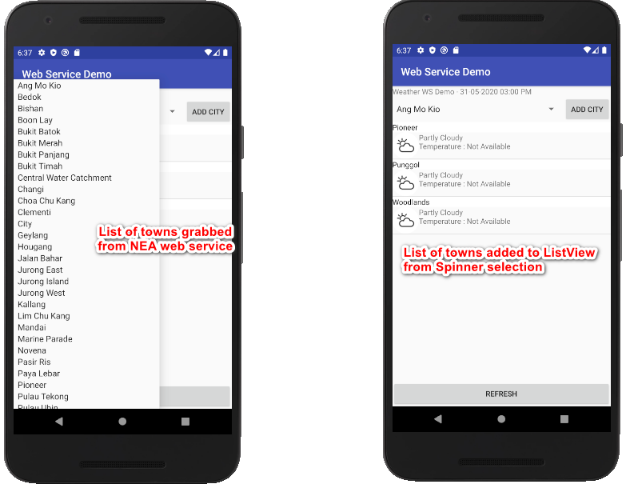 6:37
Web Service Demo
Ang Mo Kio
Bedok
Bishan
Boon Lay
Bukit Batok
Bukit Merah
Bukit Panjang
Bukit Timah
Central Water Catchment
Changi
Choa Chu Kang
Clementi
City
Geylang
Hougang
Jalan Bahar
Jurong East
Jurong Island
Jurong West
Kallang
Lim Chu Kang
Mandai
Marine Parade
Novena
Pasir Ris
Paya Lebar
Pioneer
Pulau Tekong
Pulau Ubin
ADD CITY
List of towns grabbed
from NEA web service
6:37
Web Service Demo
Weather WS Demo - 31-05-2020 03:00 PM
Ang Mo Kio
ADD CITY
Pioneer
Partly Cloudy
Temperature : Not Available
Punggol
Partly Cloudy
Temperature : Not Available
Woodlands
Partly Cloudy
Temperature : Not Available
List of towns added to ListView
from Spinner selection
REFRESH